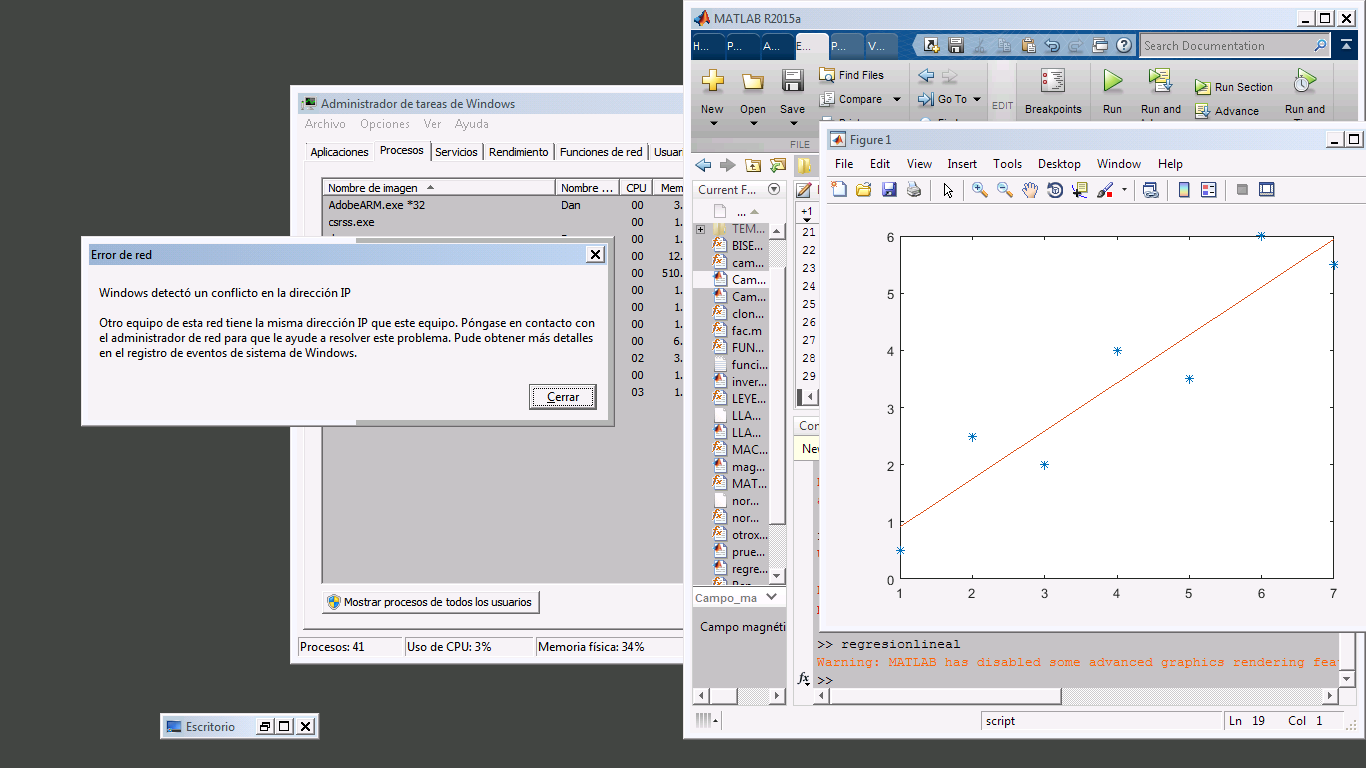 MATLAB R2015a
H... P... A... E... P... V...
Search Documentation
New
Open
Save
Find Files
Compare
Go To
EDIT
Breakpoints
Run
Run and
Run Section
Advance
Run and
FILE
Administrador de tareas de Windows
Archivo Opciones Ver Ayuda
Aplicaciones Procesos Servicios Rendimiento Funciones de red
Nombre de imagen Nombre ... CPU
AdobeARM.exe *32 Dan 00 3.
csrss.exe 00 1.
00 1.
00 12.
00 510.
00 1.
00 1.
00 1.
00 6.
02 3.
00 1.
03 1.
Mostrar procesos de todos los usuarios
Procesos: 41 Uso de CPU: 3% Memoria física: 34%
Error de red
Windows detectó un conflicto en la dirección IP
Otro equipo de esta red tiene la misma dirección IP que este equipo. Póngase en contacto con
el administrador de red para que le ayude a resolver este problema. Pude obtener más detalles
en el registro de eventos de sistema de Windows.
Cerrar
Escritorio
Current F...
...
TEM...
BISE...
cam...
Cam...
Cam...
clon...
fac.m
FUN...
funci...
inver...
LEYE...
LLA...
LLA...
MAC...
mag...
MAT...
nor...
nor...
otrox...
prue...
regre...
Campo_ma
Campo magnéti
+1
21
22
23
24
25
26
27
28
29
Figure 1
File Edit View Insert Tools Desktop Window Help
6
5
4
3
2
1
0
1 2 3 4 5 6 7
>> regresionlineal
Warning: MATLAB has disabled some advanced graphics rendering
fx >>
script
Ln 19 Col 1